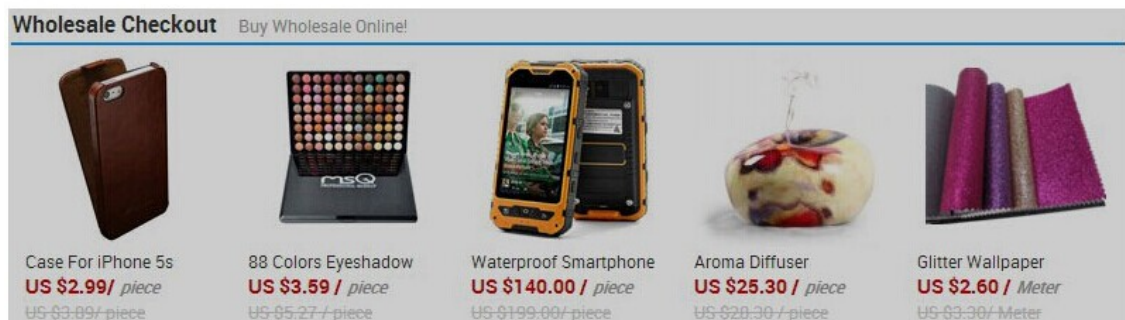 Wholesale Checkout Buy Wholesale Online!
MSQ
PROFESSIONAL MAKEUP
Case For iPhone 5s
US $2.99/ piece
US $3.89/ piece
88 Colors Eyeshadow
US $3.59 / piece
US $5.27 / piece
Waterproof Smartphone
US $140.00 / piece
US $199.00/ piece
Aroma Diffuser
US $25.30 / piece
US $28.30 / piece
Glitter Wallpaper
US $2.60 / Meter
US $3.30/ Meter